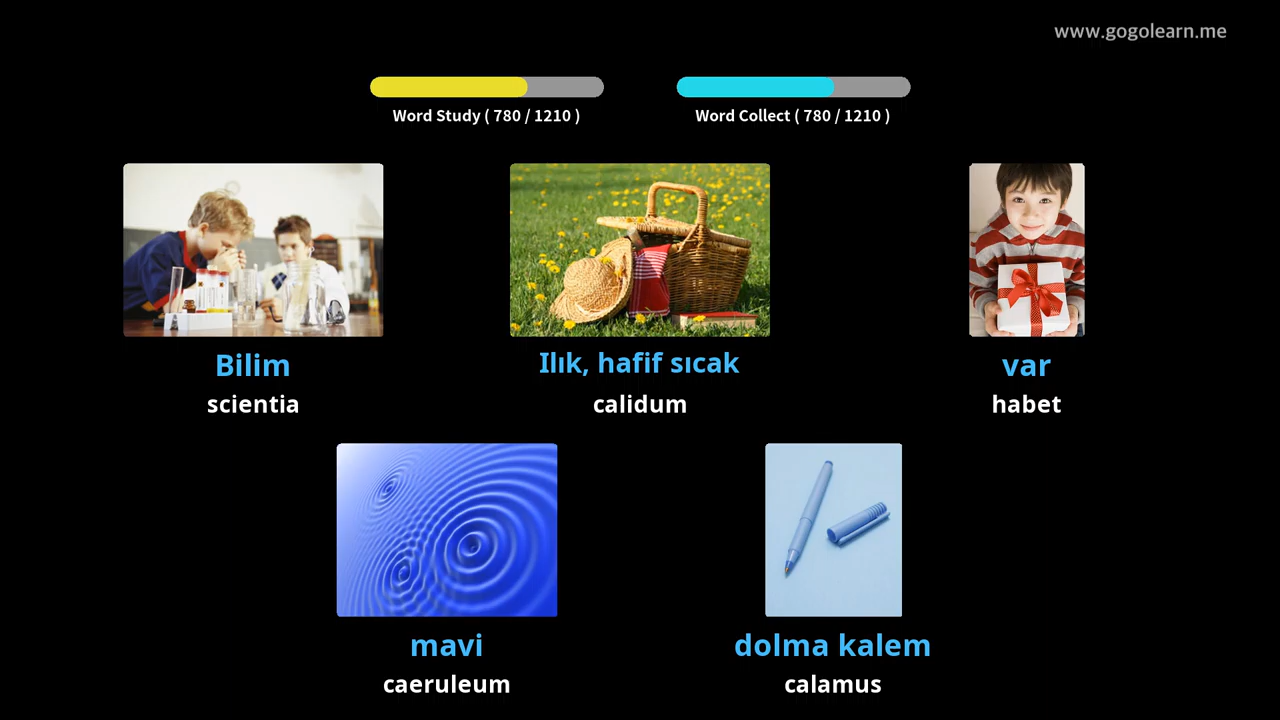 www.gogolearn.me
Word Study ( 780 / 1210 )
Word Collect ( 780 / 1210 )
Bilim
scientia
Ilık, hafif sıcak
calidum
var
habet
mavi
caeruleum
dolma kalem
calamus